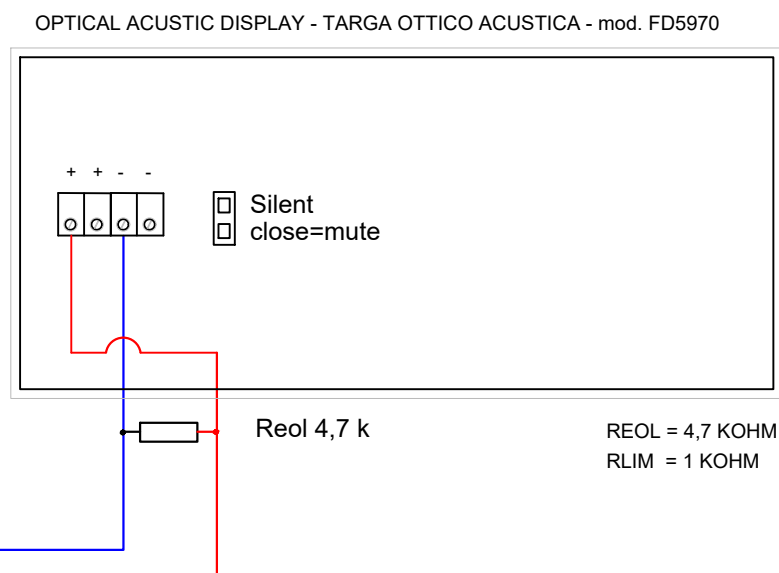 OPTICAL ACUSTIC DISPLAY - TARGA OTTICO ACUSTICA - mod. FD5970
+ + - -
Silent
close=mute
Reol 4,7 k
REOL = 4,7 KOHM
RLIM = 1 KOHM